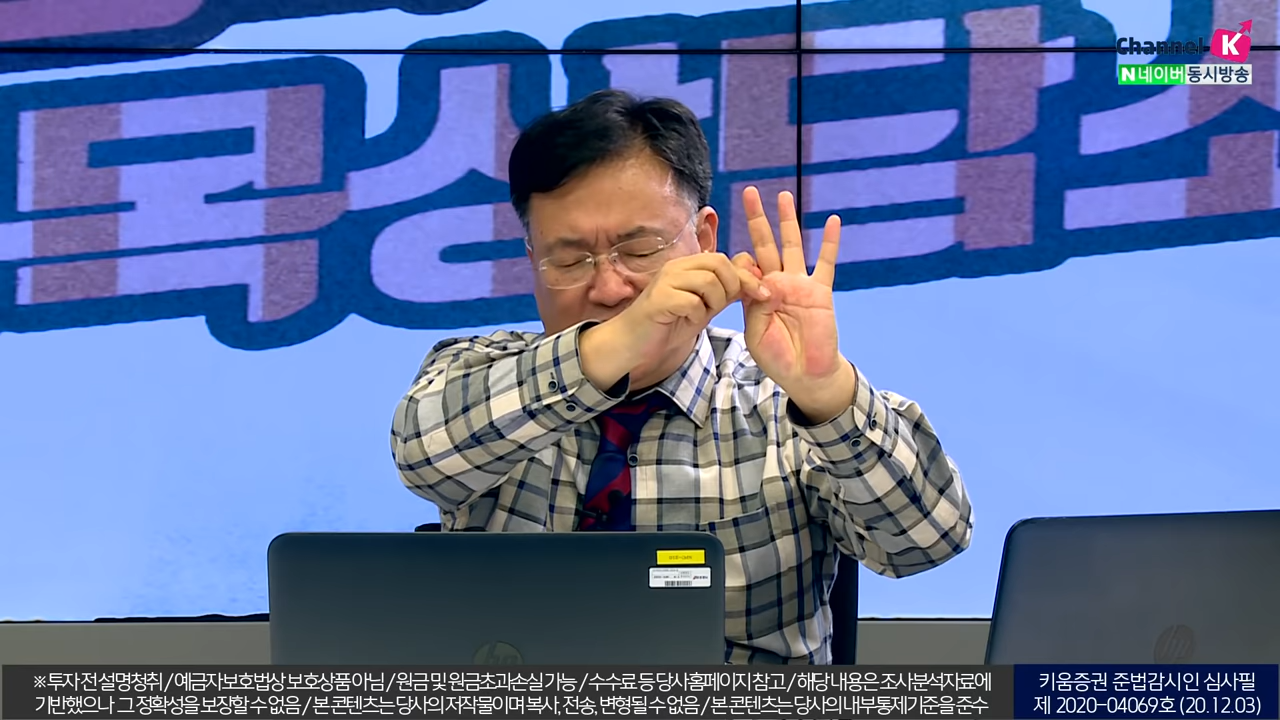 Channel K
N 네이버 동시방송
목상담소
hp
hp
※ 투자 전 설명청취 / 예금자보호법상 보호상품 아님 / 원금 및 원금초과손실 가능 / 수수료 등 당사홈페이지 참고 / 해당 내용은 조사분석자료에
기반했으나 그 정확성을 보장할 수 없음 / 본 콘텐츠는 당사의 저작물이며 복사, 전송, 변형될 수 없음 / 본 콘텐츠는 당사의 내부통제기준을 준수
키움증권 준법감시인 심사필
제 2020-04069호 (20.12.03)